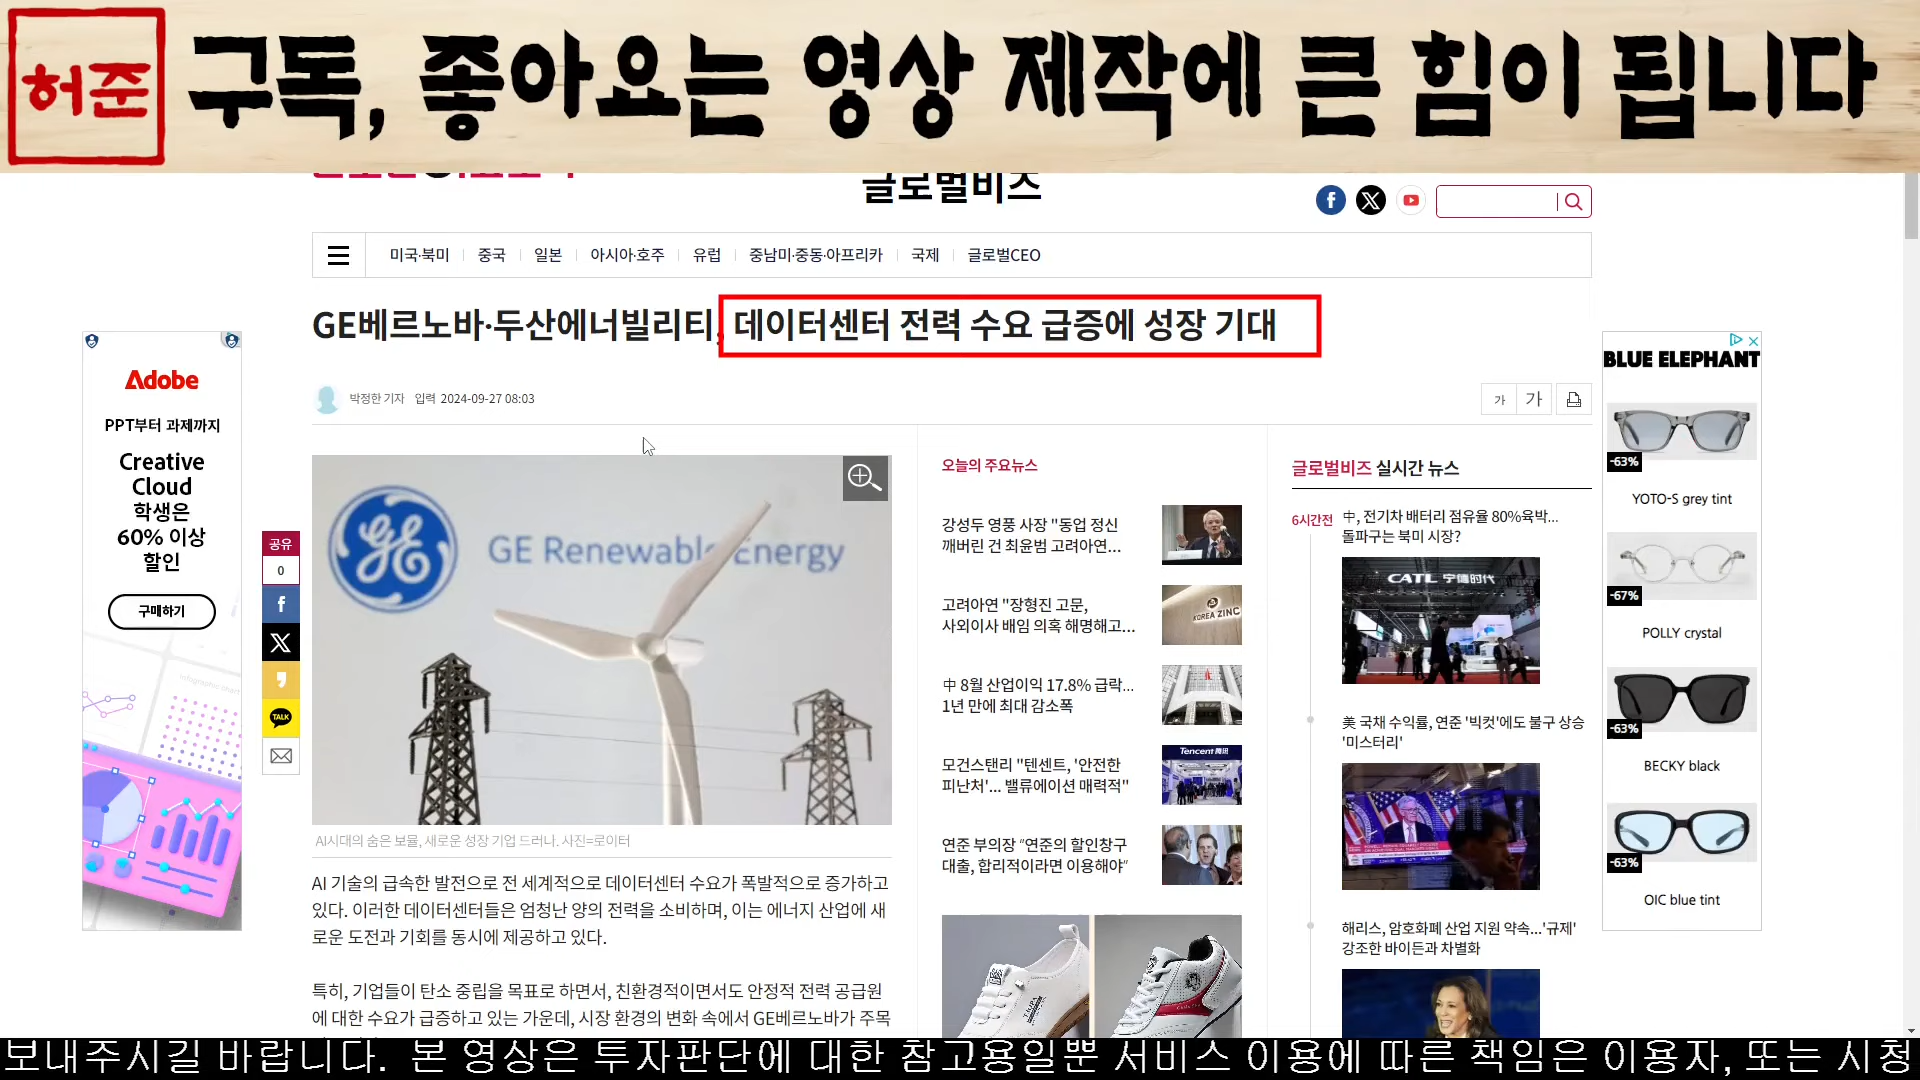 허준
구독, 좋아요는 영상 제작에 큰 힘이 됩니다
글로벌비즈
미국·북미
중국
일본
아시아·호주
유럽
중남미·중동·아프리카
국제
글로벌CEO
GE베르노바·두산에너빌리티, 데이터센터 전력 수요 급증에 성장 기대
박정한 기자 입력 2024-09-27 08:03
가 가
GE Renewable Energy
AI시대의 숨은 보물, 새로운 성장 기업 드러나. 사진=로이터
AI 기술의 급속한 발전으로 전 세계적으로 데이터센터 수요가 폭발적으로 증가하고
있다. 이러한 데이터센터들은 엄청난 양의 전력을 소비하며, 이는 에너지 산업에 새
로운 도전과 기회를 동시에 제공하고 있다.
특히, 기업들이 탄소 중립을 목표로 하면서, 친환경적이면서도 안정적 전력 공급원
에 대한 수요가 급증하고 있는 가운데, 시장 환경의 변화 속에서 GE베르노바가 주목
Adobe
PPT부터 과제까지
Creative
Cloud
학생은
60% 이상
할인
구매하기
공유
0
TALK
오늘의 주요뉴스
강성두 영풍 사장 "동업 정신
깨버린 건 최윤범 고려아연...
고려아연 "장형진 고문,
사외이사 배임 의혹 해명해고...
KOREA ZINC
中 8월 산업이익 17.8% 급락...
1년 만에 최대 감소폭
모건스탠리 "텐센트, '안전한
피난처'... 밸류에이션 매력적"
Tencent 腾讯
연준 부의장 “연준의 할인창구
대출, 합리적이라면 이용해야”
글로벌비즈 실시간 뉴스
6시간전
中, 전기차 배터리 점유율 80%육박...
돌파구는 북미 시장?
CATL 宁德时代
美 국채 수익률, 연준 '빅컷'에도 불구 상승
'미스터리'
해리스, 암호화폐 산업 지원 약속...'규제'
강조한 바이든과 차별화
BLUE ELEPHANT
-63%
YOTO-S grey tint
-67%
POLLY crystal
-63%
BECKY black
-63%
OIC blue tint
보내주시길 바랍니다. 본 영상은 투자판단에 대한 참고용일뿐 서비스 이용에 따른 책임은 이용자, 또는 시청